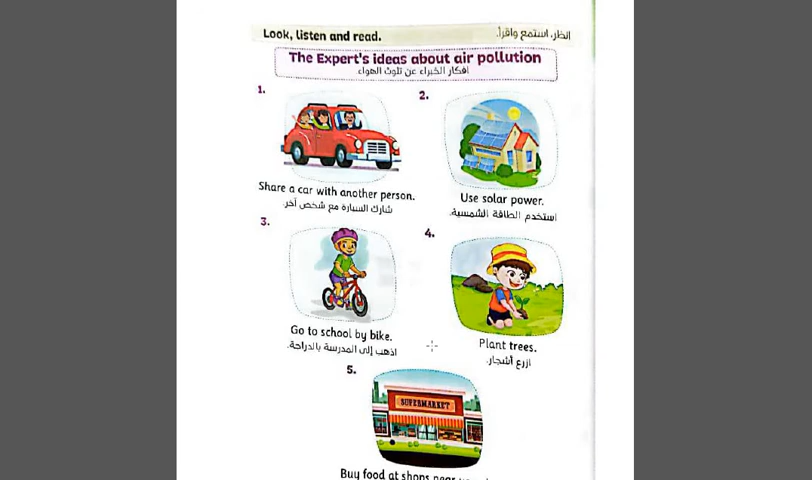 Look, listen and read.
انظر، استمع واقرأ.
The Expert's ideas about air pollution
افكار الخبراء عن تلوث الهواء
1.
Share a car with another person.
شارك السيارة مع شخص آخر.
2.
Use solar power.
استخدم الطاقة الشمسية.
3.
Go to school by bike.
اذهب إلى المدرسة بالدراجة.
4.
Plant trees.
ازرع أشجار.
5.
SUPERMARKET
Buy food at shops near